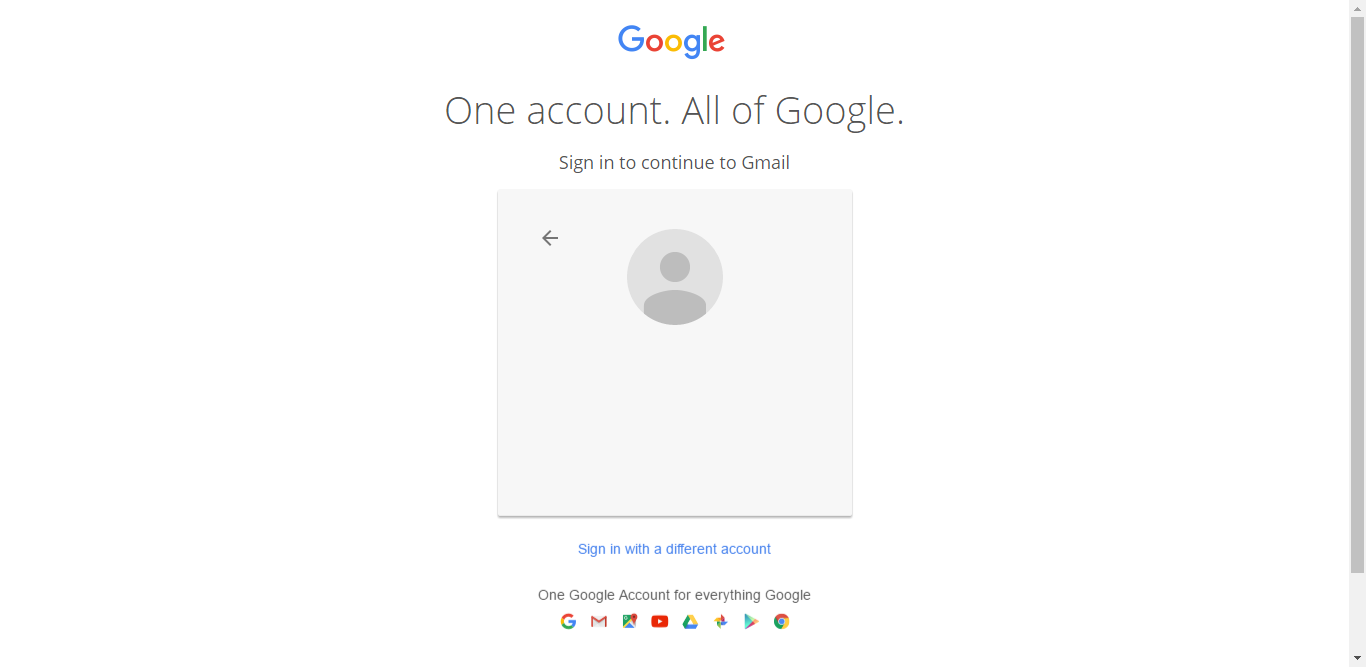 Google
One account. All of Google.
Sign in to continue to Gmail
Sign in with a different account
One Google Account for everything Google